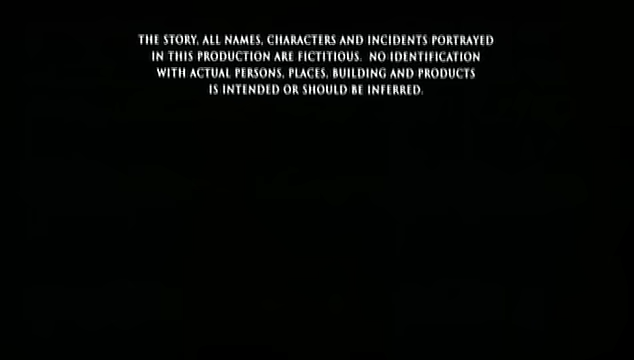 THE STORY, ALL NAMES, CHARACTERS AND INCIDENTS PORTRAYED
IN THIS PRODUCTION ARE FICTITIOUS. NO IDENTIFICATION
WITH ACTUAL PERSONS, PLACES, BUILDING AND PRODUCTS
IS INTENDED OR SHOULD BE INFERRED.